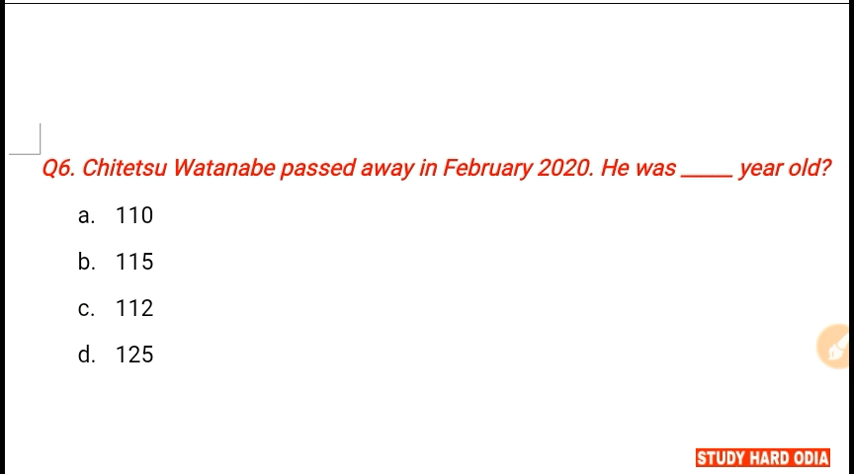 Q6. Chitetsu Watanabe passed away in February 2020. He was _____ year old?
a. 110
b. 115
c. 112
d. 125
STUDY HARD ODIA